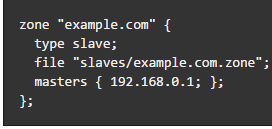 zone "example.com" {
  type slave;
  file "slaves/example.com.zone";
  masters { 192.168.0.1; };
};